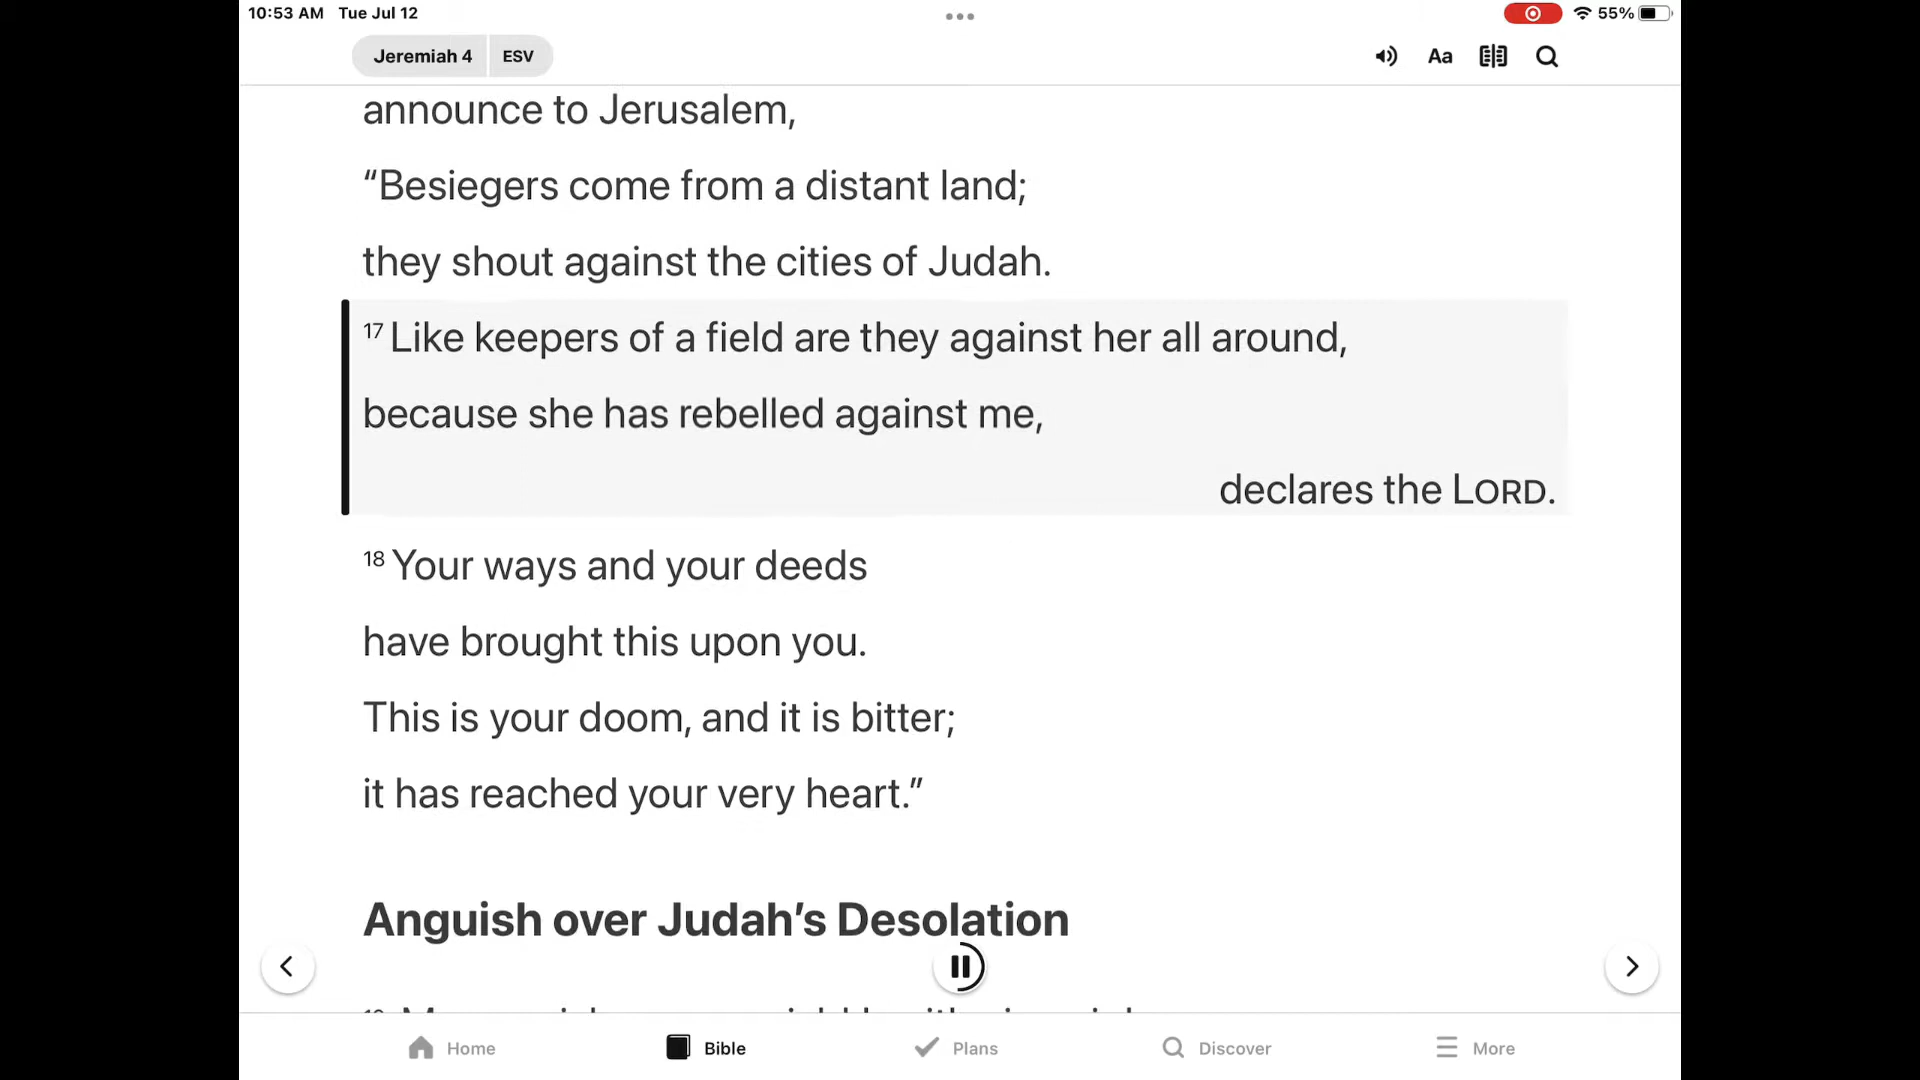 10:53 AM Tue Jul 12
55%
Jeremiah 4 ESV
Aa
announce to Jerusalem,
“Besiegers come from a distant land;
they shout against the cities of Judah.
17 Like keepers of a field are they against her all around,
because she has rebelled against me,
declares the LORD.
18 Your ways and your deeds
have brought this upon you.
This is your doom, and it is bitter;
it has reached your very heart.”
Anguish over Judah’s Desolation
Home Bible Plans Discover More